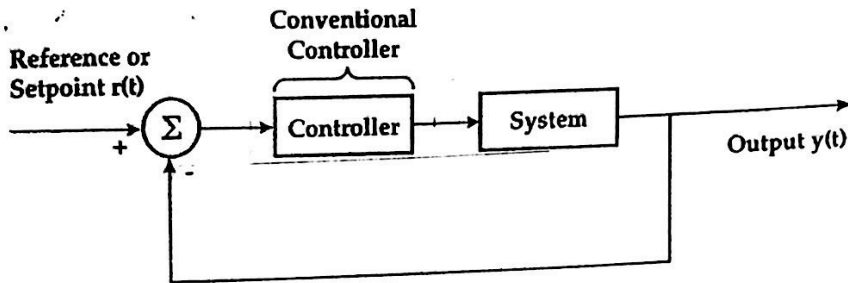 Conventional
Controller
Reference or
Setpoint r(t)
+
Σ
-
Controller
System
Output y(t)